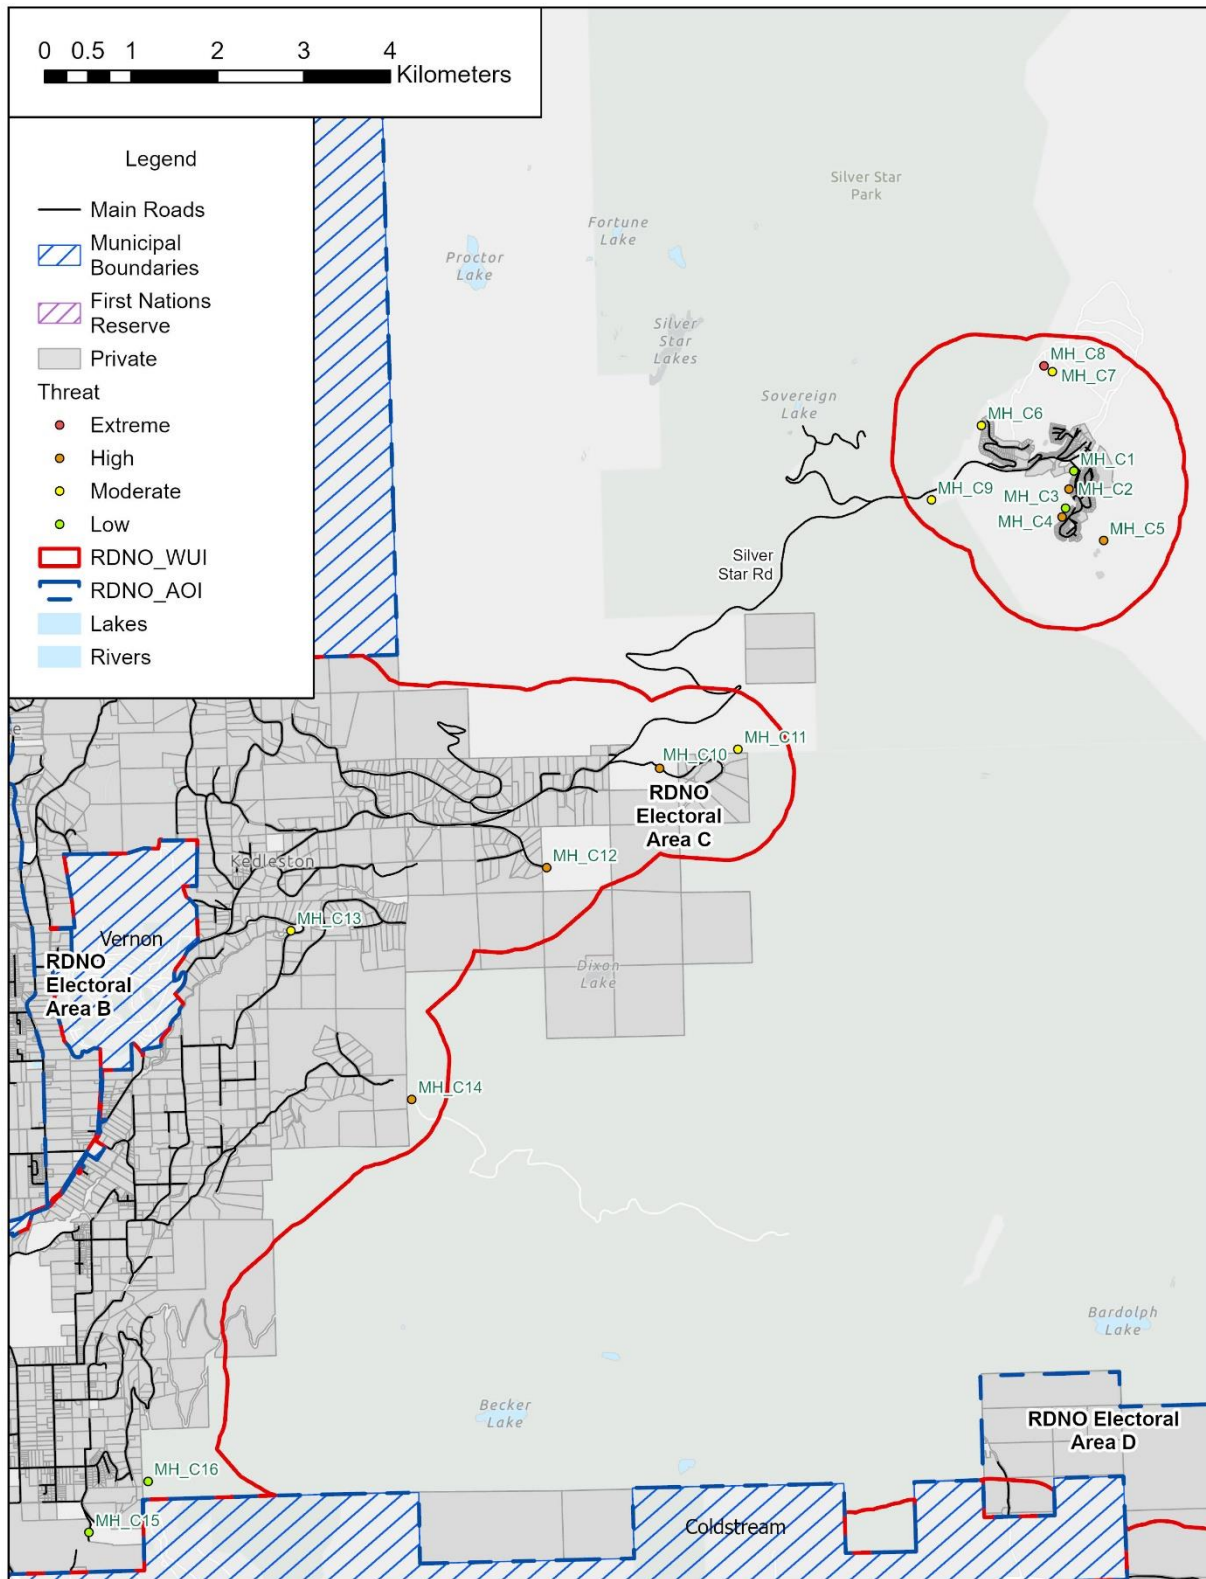 0 0.5 1 2 3 4
Kilometers
Legend
Main Roads
Municipal
Boundaries
First Nations
Reserve
Private
Threat
Extreme
High
Moderate
Low
RDNO_WUI
RDNO_AOI
Lakes
Rivers
Silver Star
Park
Fortune
Lake
Proctor
Lake
Silver
Star
Lakes
Sovereign
Lake
MH_C8
MH_C7
MH_C6
MH_C1
MH_C2
MH_C3
MH_C4
MH_C5
MH_C9
Silver
Star Rd
MH_C11
MH_C10
RDNO
Electoral
Area C
MH_C12
Kedleston
MH_C13
Vernon
RDNO
Electoral
Area B
Dixon
Lake
MH_C14
Bardolph
Lake
Becker
Lake
RDNO Electoral
Area D
MH_C16
MH_C15
Coldstream